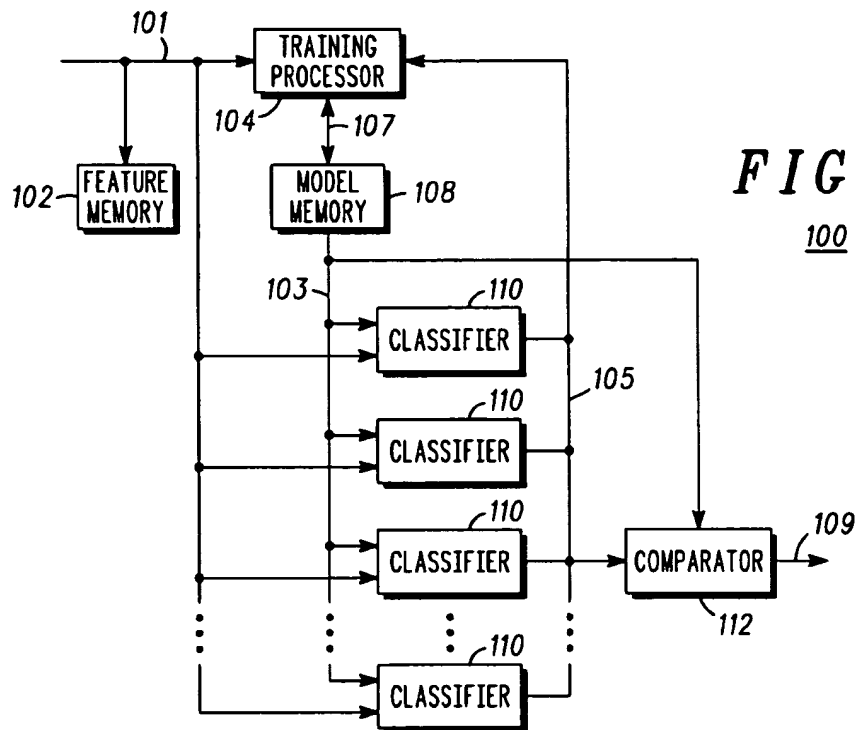 101
TRAINING
PROCESSOR
104
107
102
FEATURE
MEMORY
MODEL
MEMORY
108
FIG
100
103
110
CLASSIFIER
105
110
CLASSIFIER
110
CLASSIFIER
COMPARATOR
109
112
110
CLASSIFIER